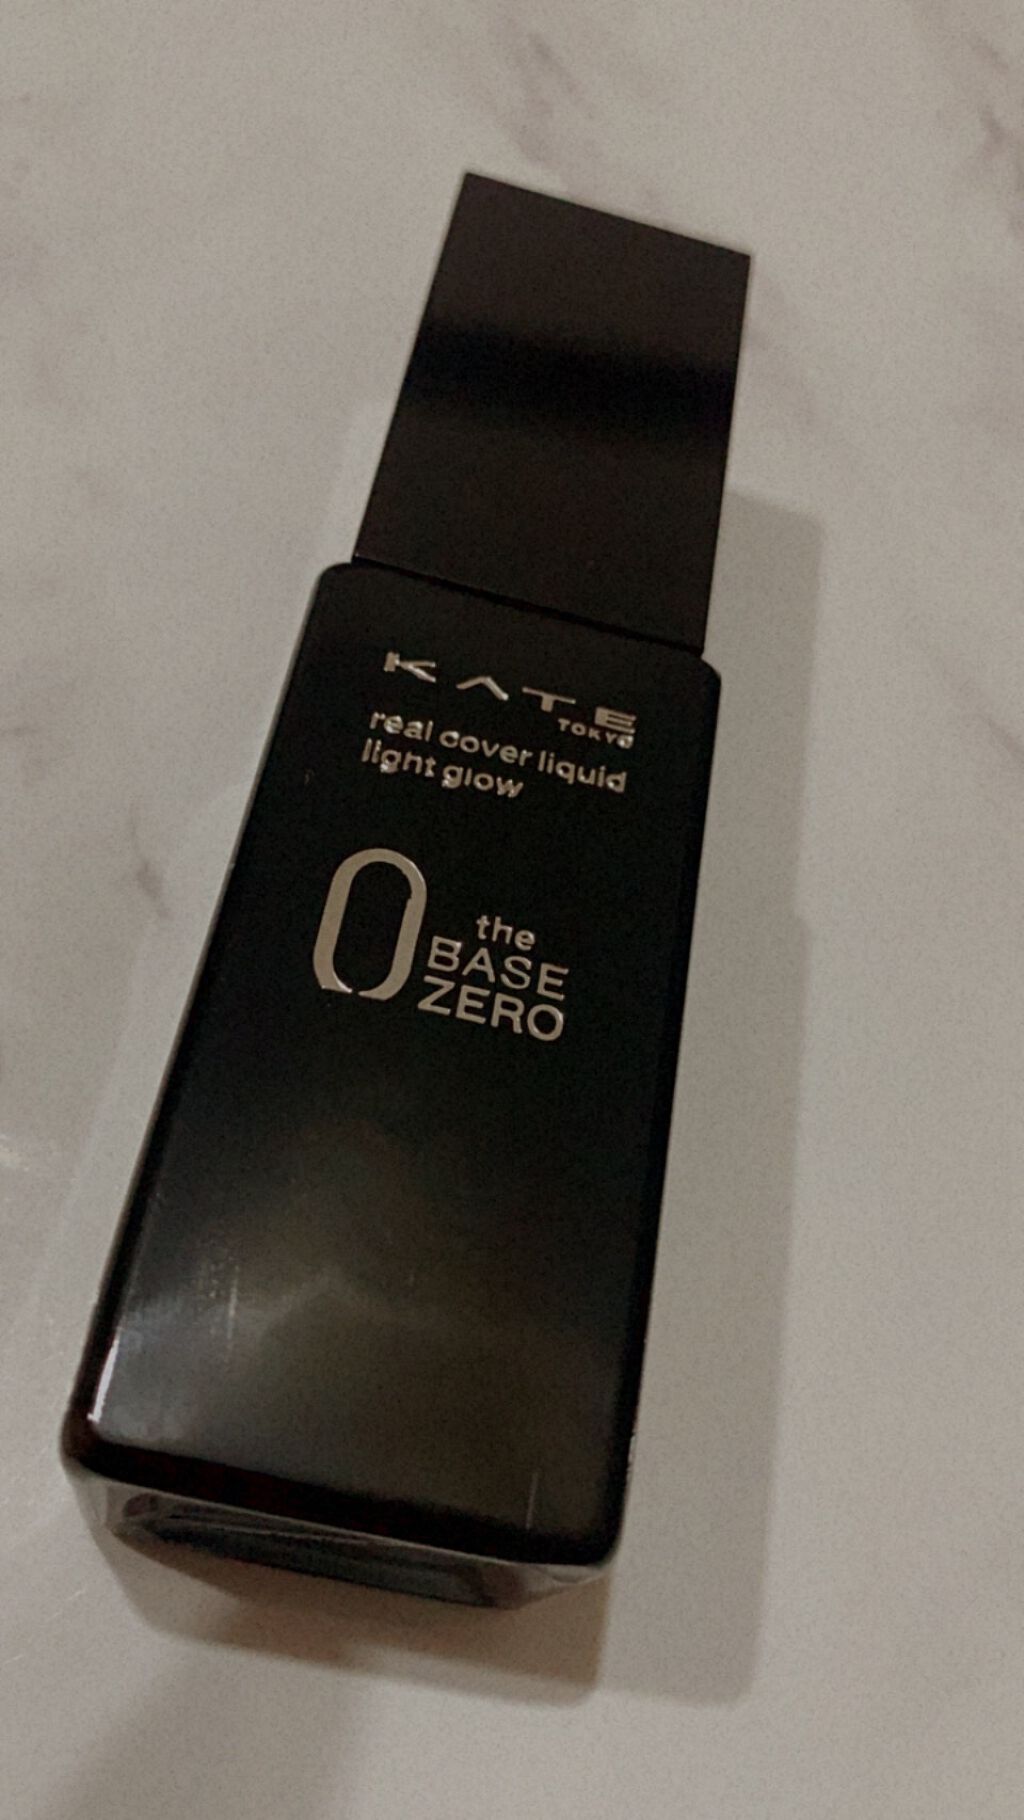 KATE
TOKYO
real cover liquid
light glow
0
the
BASE
ZERO